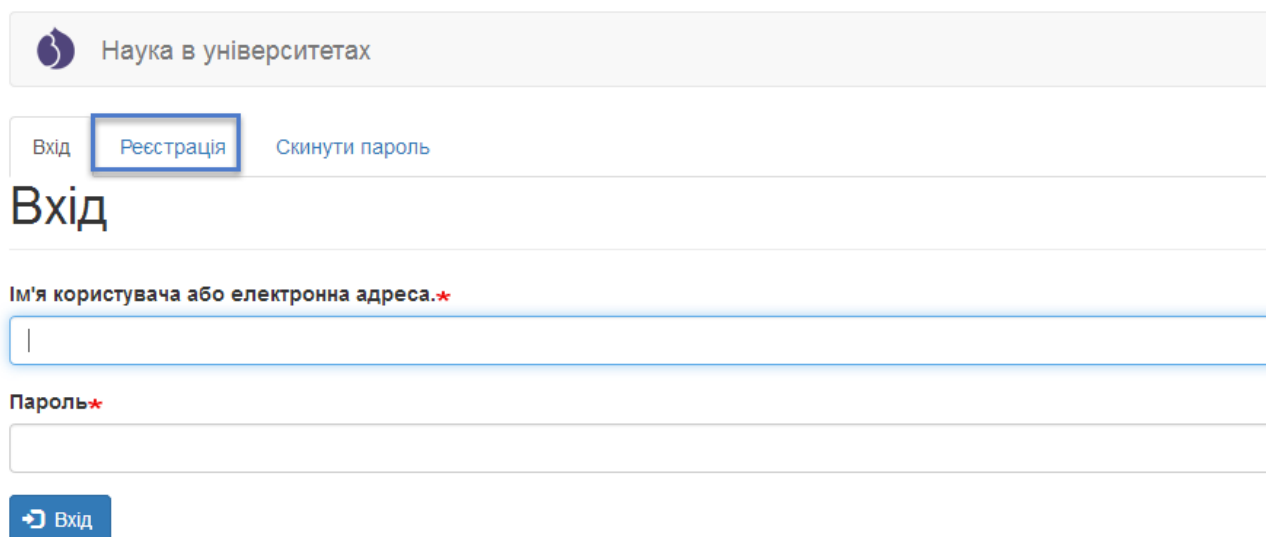 Наука в університетах
Вхід Реєстрація Скинути пароль
Вхід
Ім'я користувача або електронна адреса.*
Пароль*
Вхід